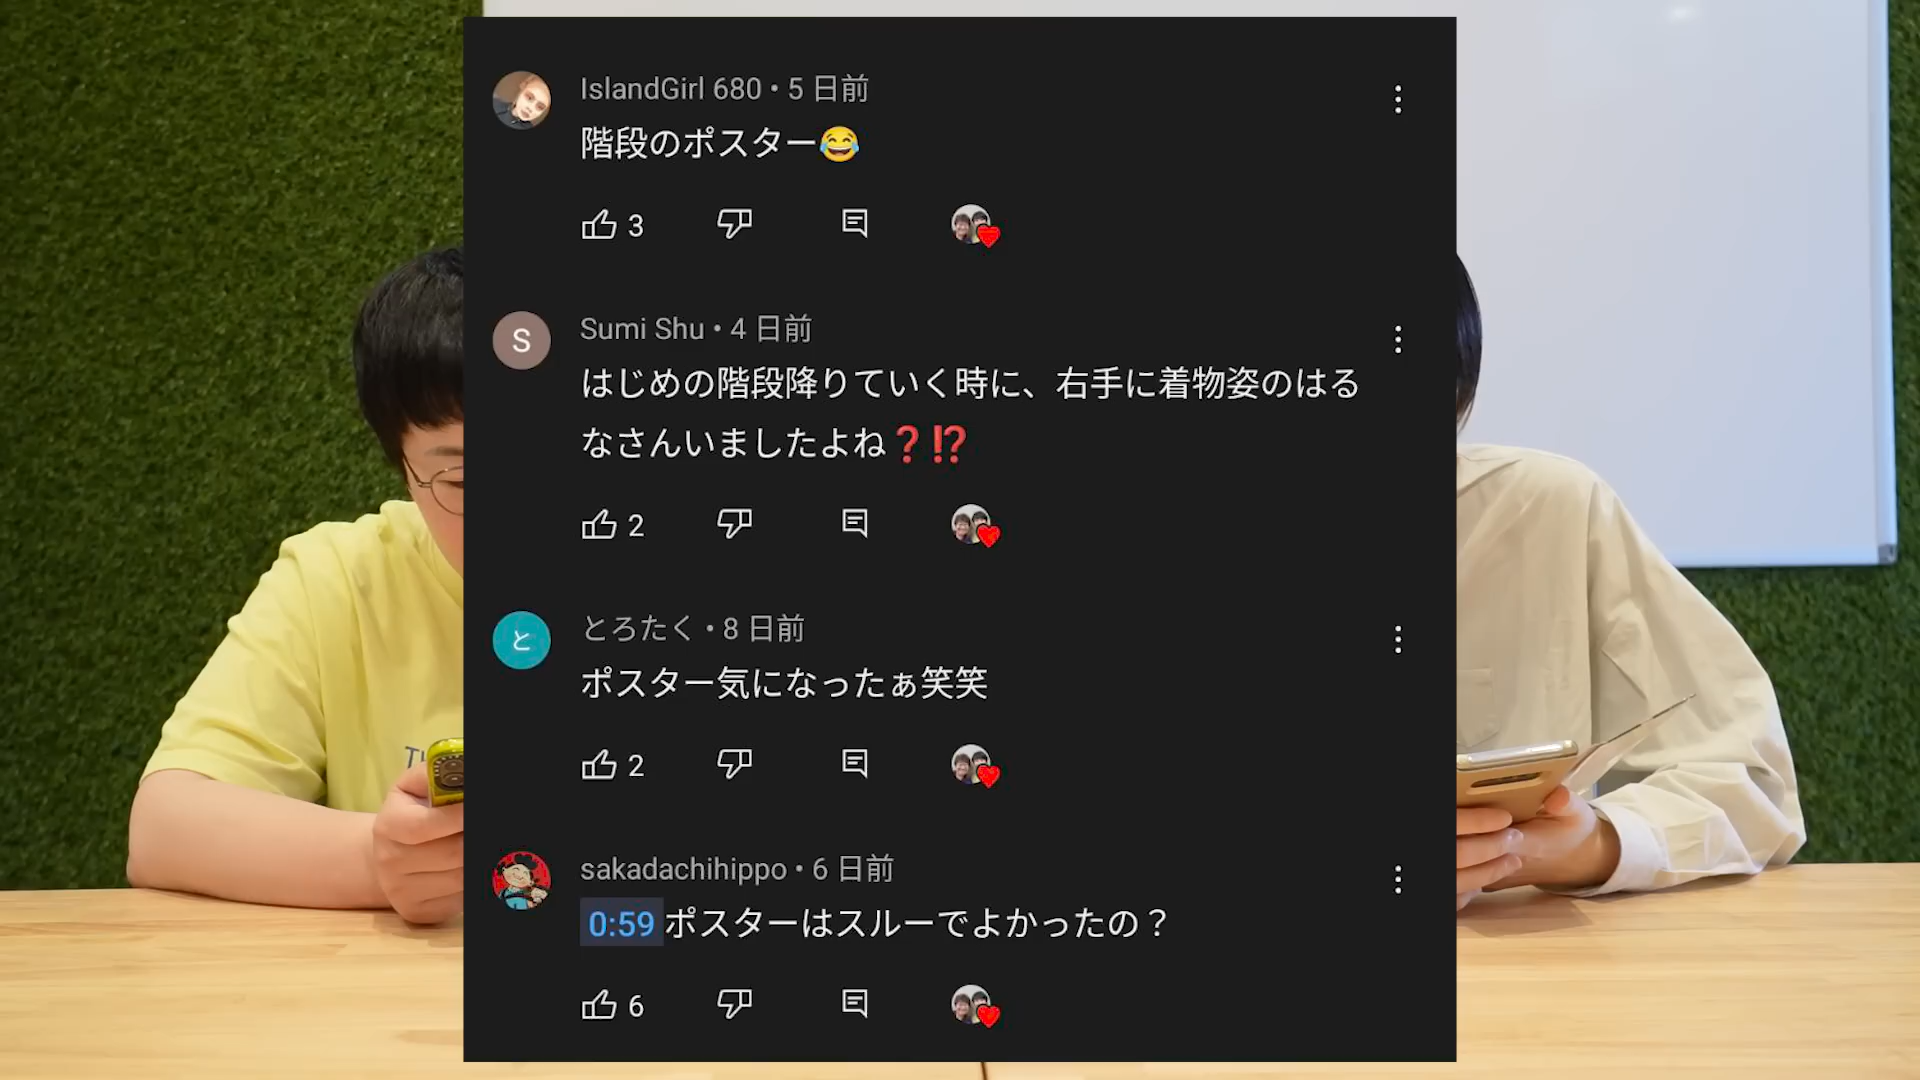 IslandGirl 680 • 5 日前
階段のポスター😂
3
S
Sumi Shu • 4 日前
はじめの階段降りていく時に、右手に着物姿のはる
なさんいましたよね❓⁉️
2
と
とろたく • 8 日前
ポスター気になったぁ笑笑
2
sakadachihippo • 6 日前
0:59 ポスターはスルーでよかったの？
6